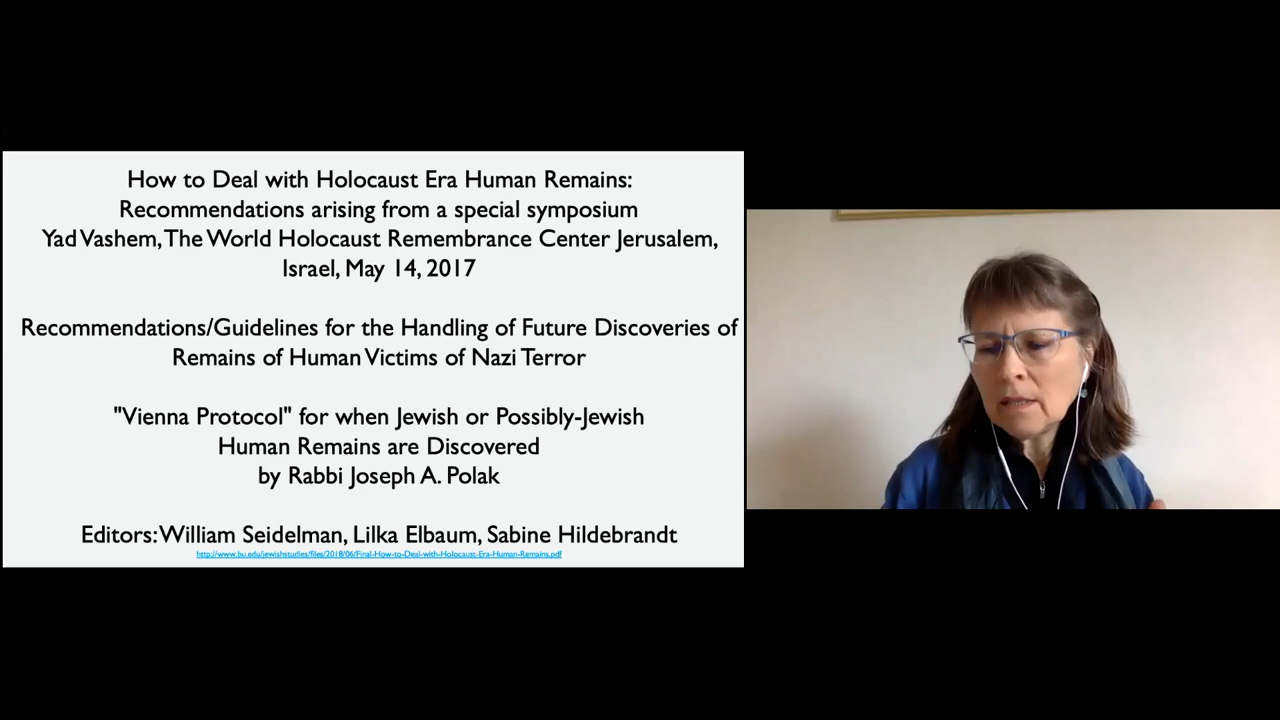 How to Deal with Holocaust Era Human Remains:
Recommendations arising from a special symposium
Yad Vashem, The World Holocaust Remembrance Center Jerusalem,
Israel, May 14, 2017
Recommendations/Guidelines for the Handling of Future Discoveries of
Remains of Human Victims of Nazi Terror
"Vienna Protocol" for when Jewish or Possibly-Jewish
Human Remains are Discovered
by Rabbi Joseph A. Polak
Editors: William Seidelman, Lilka Elbaum, Sabine Hildebrandt
http://www.bu.edu/jewishstudies/files/2018/06/Final-How-to-Deal-with-Holocaust-Era-Human-Remains.pdf